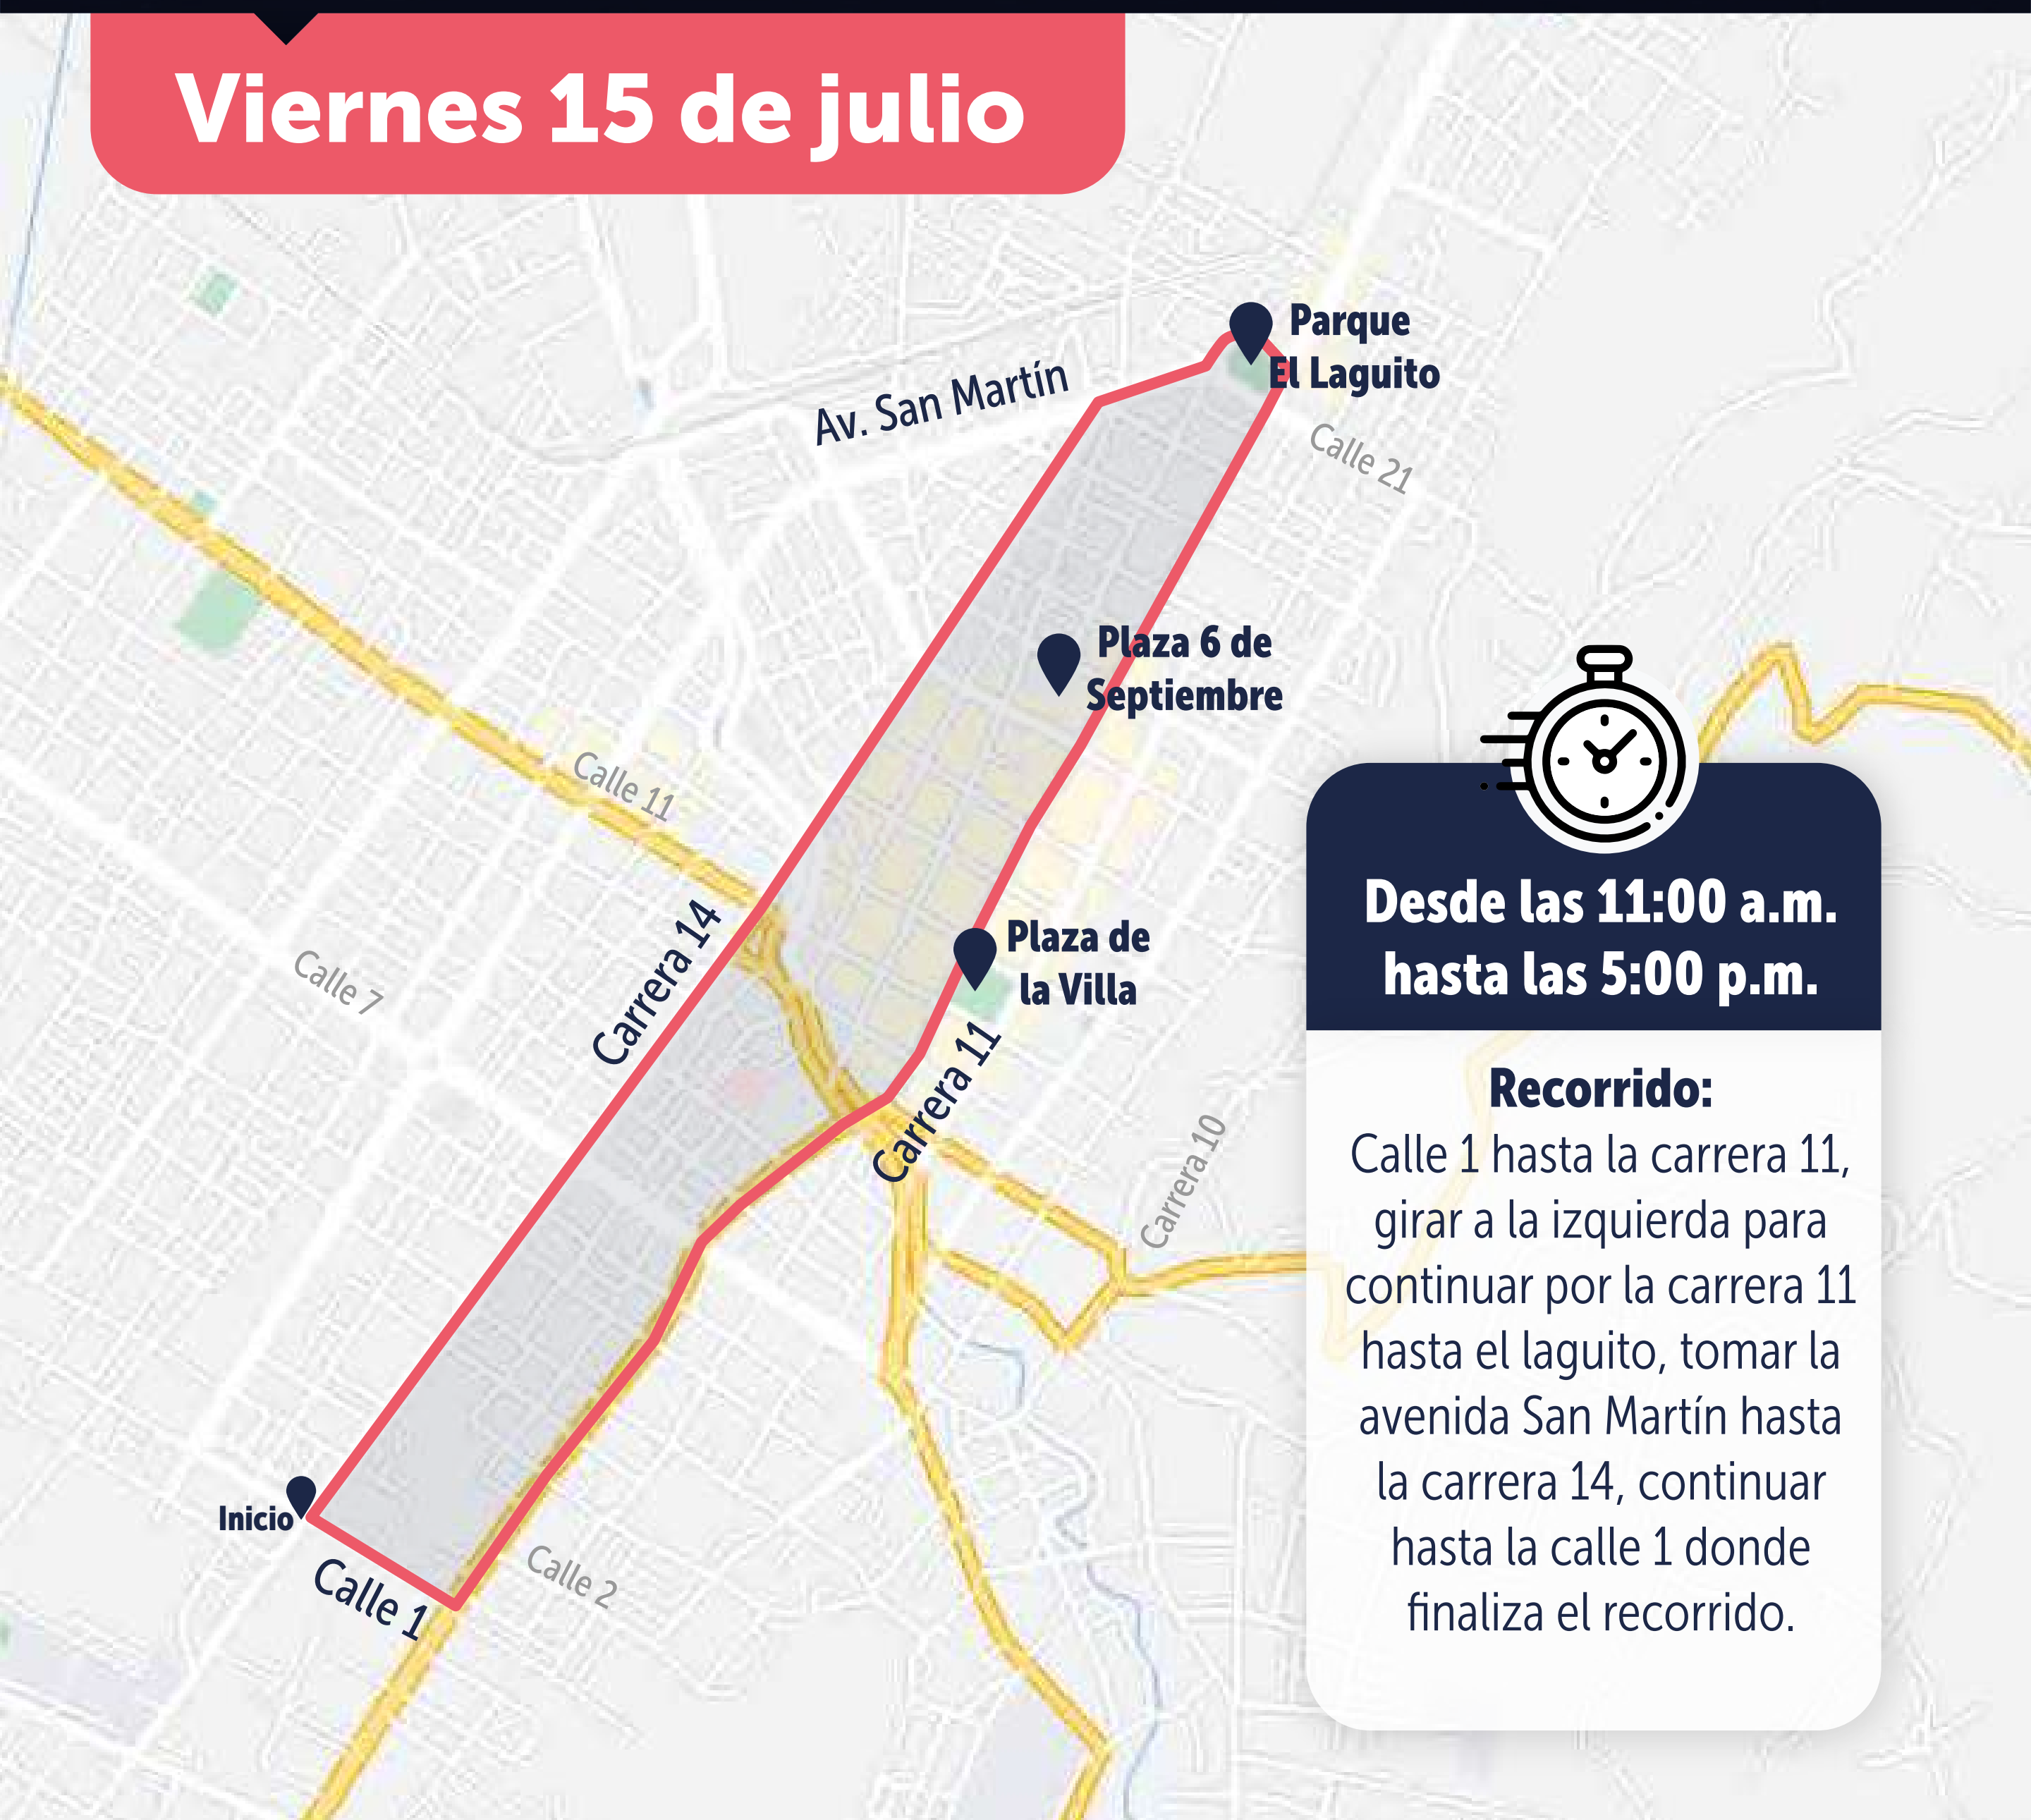 Viernes 15 de julio
Parque
El Laguito
Av. San Martín
Calle 21
Plaza 6 de
Septiembre
Calle 11
Carrera 14
Plaza de
la Villa
Calle 7
Carrera 11
Carrera 10
Inicio
Calle 1
Calle 2
Desde las 11:00 a.m.
hasta las 5:00 p.m.
Recorrido:
Calle 1 hasta la carrera 11,
girar a la izquierda para
continuar por la carrera 11
hasta el laguito, tomar la
avenida San Martín hasta
la carrera 14, continuar
hasta la calle 1 donde
finaliza el recorrido.